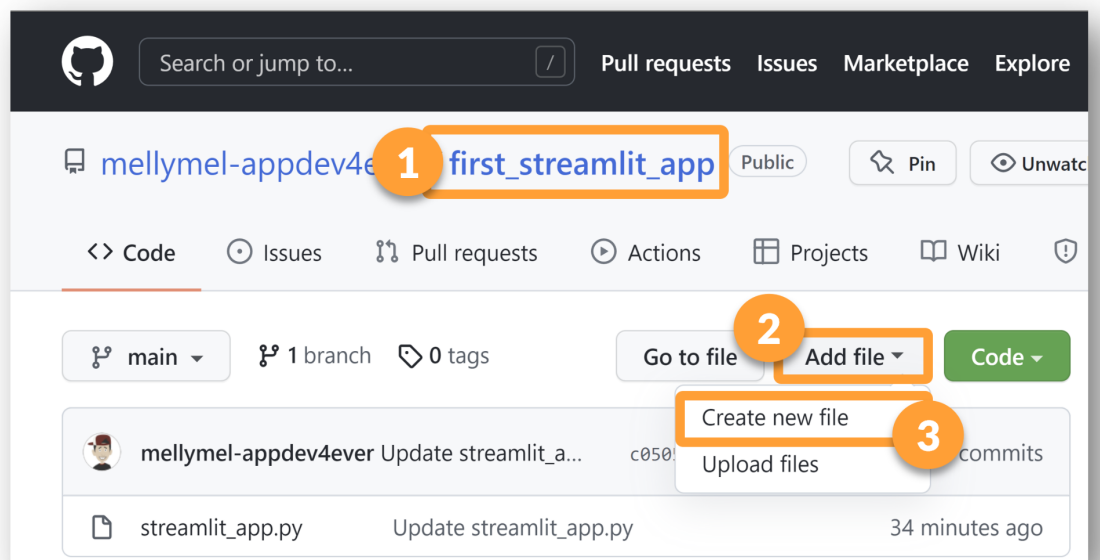 Search or jump to... / Pull requests Issues Marketplace Explore
mellymel-appdev4e 1 first_streamlit_app Public Pin Unwatc
Code Issues Pull requests Actions Projects Wiki
2
main 1 branch 0 tags Go to file Add file Code
Create new file
3
mellymel-appdev4ever Update streamlit_a... c050 commits
Upload files
streamlit_app.py Update streamlit_app.py 34 minutes ago